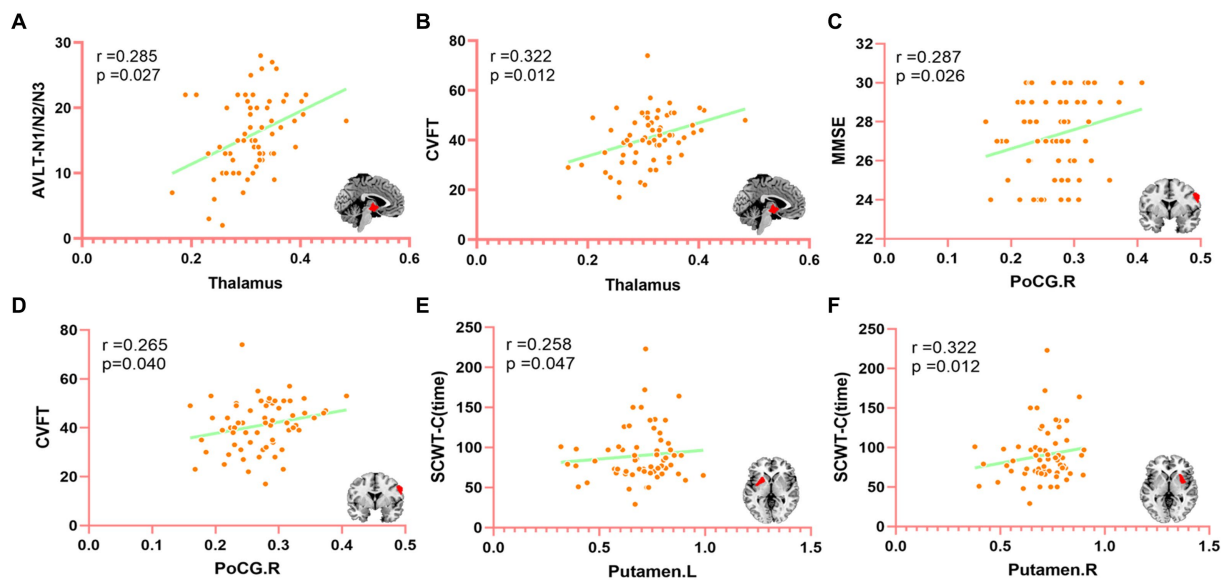 A
r =0.285
p =0.027
AVLT-N1/N2/N3
30
20
10
0
0.0 0.2 0.4 0.6
Thalamus
B
r =0.322
p =0.012
CVFT
80
60
40
20
0
0.0 0.2 0.4 0.6
Thalamus
C
r =0.287
p =0.026
MMSE
32
30
28
26
24
22
0.0 0.1 0.2 0.3 0.4 0.5
PoCG.R
D
r =0.265
p=0.040
CVFT
80
60
40
20
0
0.0 0.1 0.2 0.3 0.4 0.5
PoCG.R
E
r =0.258
p =0.047
SCWT-C(time)
250
200
150
100
50
0
0.0 0.5 1.0 1.5
Putamen.L
F
r =0.322
p =0.012
SCWT-C(time)
250
200
150
100
50
0
0.0 0.5 1.0 1.5
Putamen.R